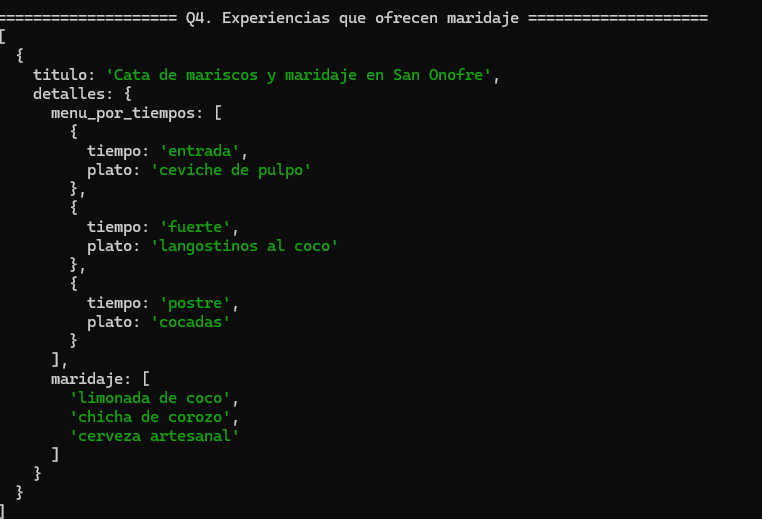 ==================== Q4. Experiencias que ofrecen maridaje ====================
[
  {
    titulo: 'Cata de mariscos y maridaje en San Onofre',
    detalles: {
      menu_por_tiempos: [
        {
          tiempo: 'entrada',
          plato: 'ceviche de pulpo'
        },
        {
          tiempo: 'fuerte',
          plato: 'langostinos al coco'
        },
        {
          tiempo: 'postre',
          plato: 'cocadas'
        }
      ],
      maridaje: [
        'limonada de coco',
        'chicha de corozo',
        'cerveza artesanal'
      ]
    }
  }
]